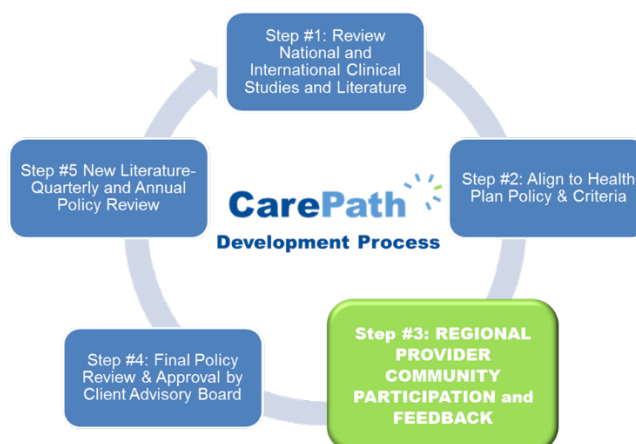 Step #1: Review
National and
International Clinical
Studies and Literature
Step #2: Align to Health
Plan Policy & Criteria
Step #3: REGIONAL
PROVIDER
COMMUNITY
PARTICIPATION and
FEEDBACK
Step #4: Final Policy
Review & Approval by
Client Advisory Board
Step #5 New Literature-
Quarterly and Annual
Policy Review
CarePath
Development Process